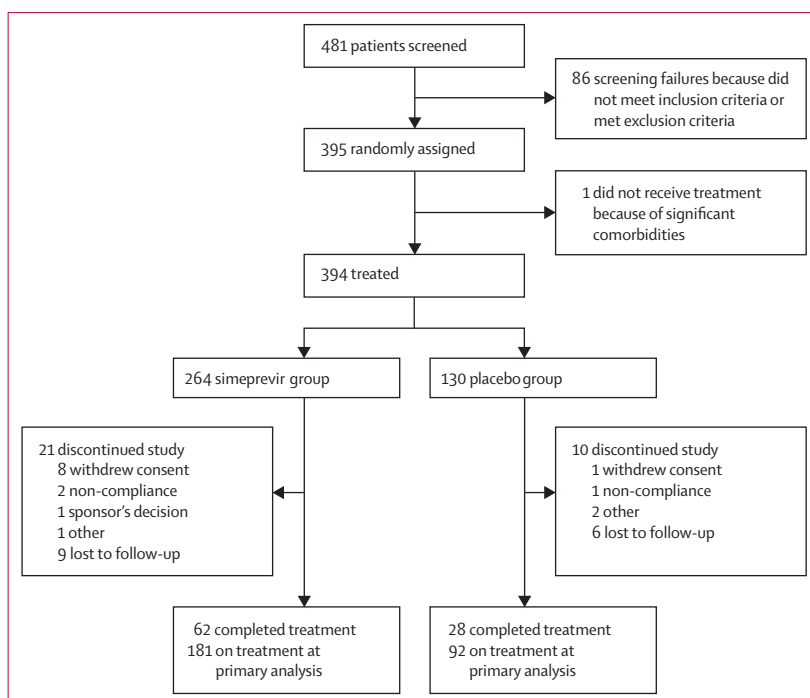 481 patients screened
86 screening failures because did
not meet inclusion criteria or
met exclusion criteria
395 randomly assigned
1 did not receive treatment
because of significant
comorbidities
394 treated
264 simeprevir group
130 placebo group
21 discontinued study
8 withdrew consent
2 non-compliance
1 sponsor's decision
1 other
9 lost to follow-up
10 discontinued study
1 withdrew consent
1 non-compliance
2 other
6 lost to follow-up
62 completed treatment
181 on treatment at
primary analysis
28 completed treatment
92 on treatment at
primary analysis